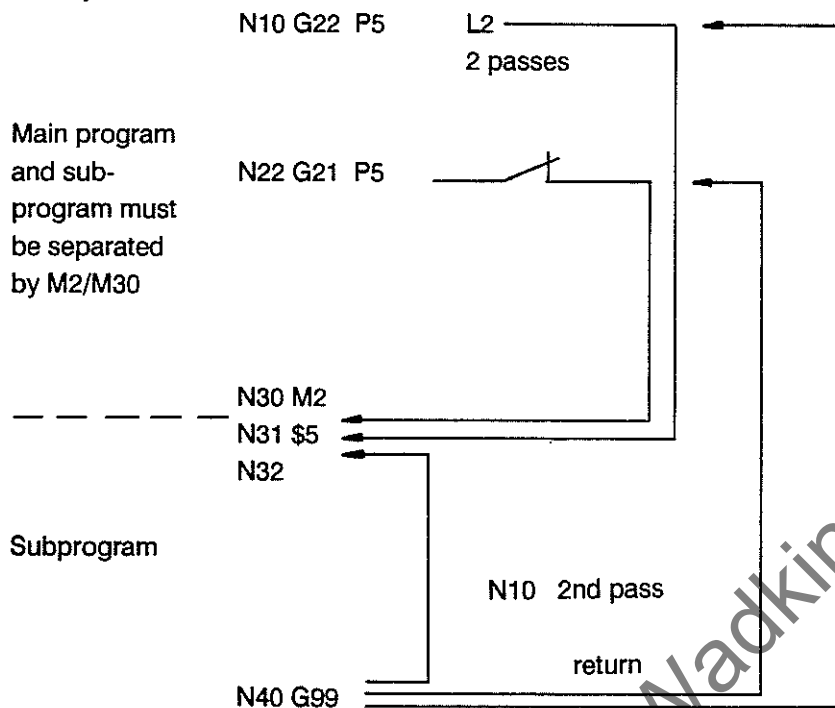 N10 G22 P5 L2
2 passes
Main program
and sub-
program must
be separated
by M2/M30
N22 G21 P5
N30 M2
N31 $5
N32
Subprogram
N10 2nd pass
return
N40 G99